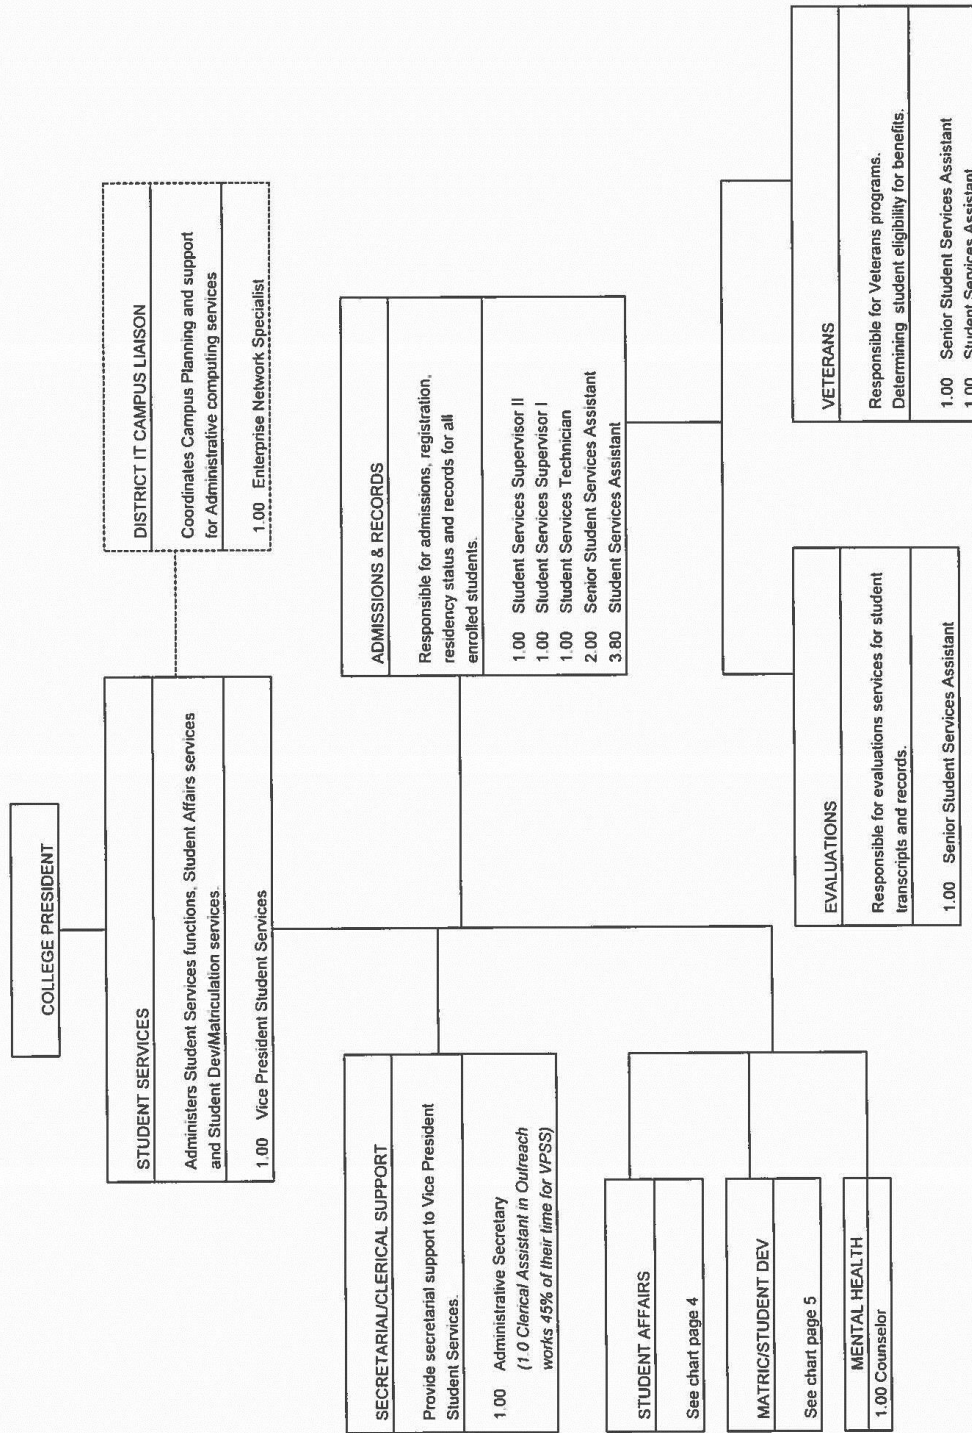 COLLEGE PRESIDENT
STUDENT SERVICES
Administers Student Services functions, Student Affairs services
and Student Dev/Matriculation services.
1.00 Vice President Student Services
DISTRICT IT CAMPUS LIAISON
Coordinates Campus Planning and support
for Administrative computing services
1.00 Enterprise Network Specialist
SECRETARIAL/CLERICAL SUPPORT
Provide secretarial support to Vice President
Student Services.
1.00 Administrative Secretary
(1.0 Clerical Assistant in Outreach
works 45% of their time for VPSS)
ADMISSIONS & RECORDS
Responsible for admissions, registration,
residency status and records for all
enrolled students.
1.00 Student Services Supervisor II
1.00 Student Services Supervisor I
1.00 Student Services Technician
2.00 Senior Student Services Assistant
3.80 Student Services Assistant
STUDENT AFFAIRS
See chart page 4
MATRIC/STUDENT DEV
See chart page 5
MENTAL HEALTH
1.00 Counselor
EVALUATIONS
Responsible for evaluations services for student
transcripts and records.
1.00 Senior Student Services Assistant
VETERANS
Responsible for Veterans programs.
Determining student eligibility for benefits.
1.00 Senior Student Services Assistant
1.00 Student Services Assistant